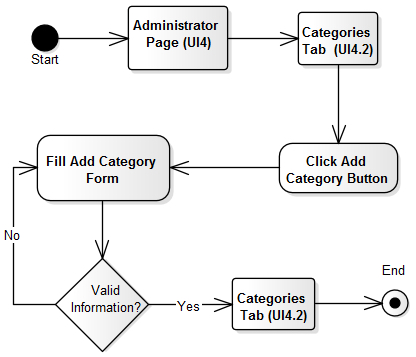 Start
Administrator
Page (UI4)
Categories
Tab (UI4.2)
Click Add
Category Button
Fill Add Category
Form
No
Valid
Information?
Yes
Categories
Tab (UI4.2)
End